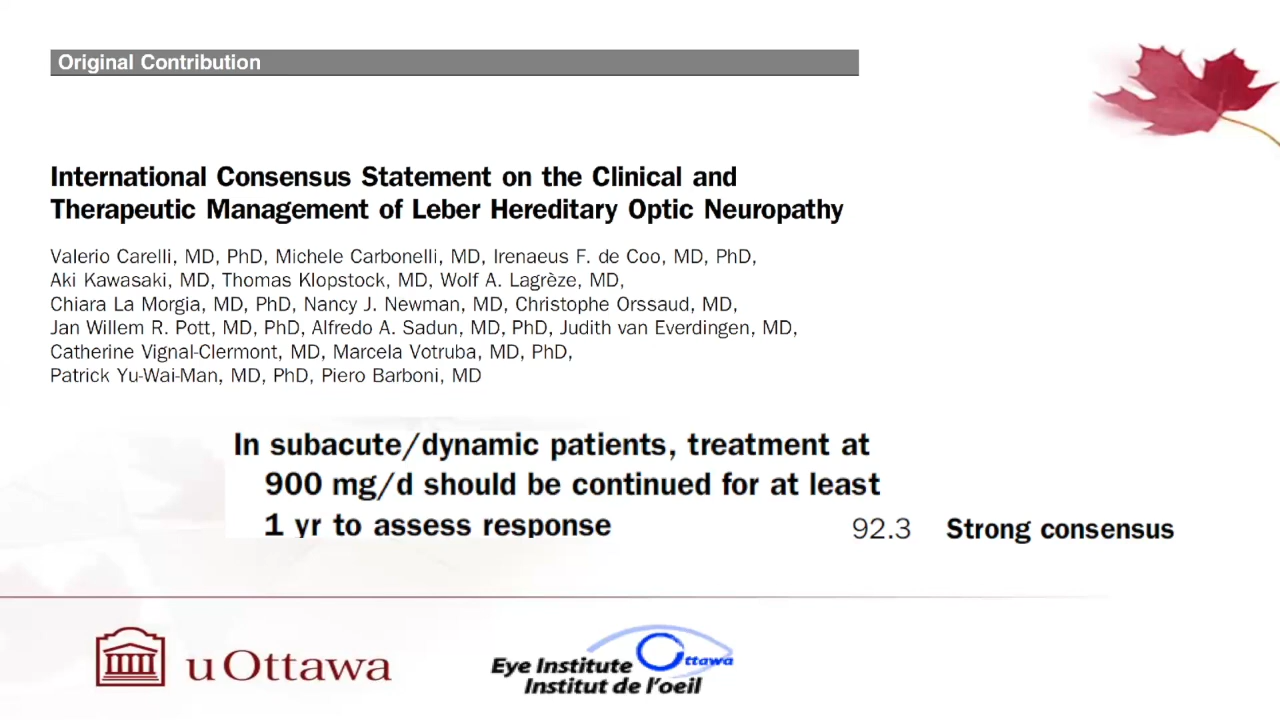 Original Contribution
International Consensus Statement on the Clinical and
Therapeutic Management of Leber Hereditary Optic Neuropathy
Valerio Carelli, MD, PhD, Michele Carbonelli, MD, Irenaeus F. de Coo, MD, PhD,
Aki Kawasaki, MD, Thomas Klopstock, MD, Wolf A. Lagrèze, MD,
Chiara La Morgia, MD, PhD, Nancy J. Newman, MD, Christophe Orssaud, MD,
Jan Willem R. Pott, MD, PhD, Alfredo A. Sadun, MD, PhD, Judith van Everdingen, MD,
Catherine Vignal-Clermont, MD, Marcela Votruba, MD, PhD,
Patrick Yu-Wai-Man, MD, PhD, Piero Barboni, MD
In subacute/dynamic patients, treatment at
900 mg/d should be continued for at least
1 yr to assess response 92.3 Strong consensus
uOttawa
Eye Institute Ottawa
Institut de l'oeil